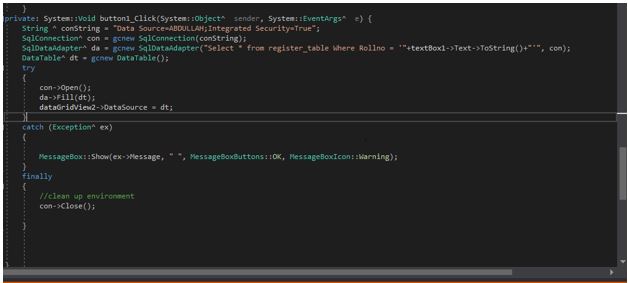 }
private: System::Void button1_Click(System::Object^ sender, System::EventArgs^ e) {
String ^ conString = "Data Source=ABDULLAH;Integrated Security=True";
SqlConnection^ con = gcnew SqlConnection(conString);
SqlDataAdapter^ da = gcnew SqlDataAdapter("Select * from register_table Where Rollno = '"+textBox1->Text->ToString()+"'", con);
DataTable^ dt = gcnew DataTable();
try
{
con->Open();
da->Fill(dt);
dataGridView2->DataSource = dt;
}
catch (Exception^ ex)
{
MessageBox::Show(ex->Message, " ", MessageBoxButtons::OK, MessageBoxIcon::Warning);
}
finally
{
//clean up environment
con->Close();
}
}